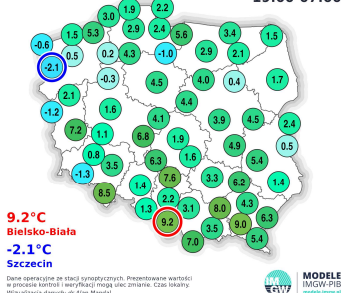 1.9 2.2
3.0
1.5 5.3 2.9 2.4 5.6 3.4 1.5
-0.6 0.5 0.2 4.3 -1.0 2.9 2.1
-2.1 -0.3 4.5 4.0 0.4 1.7
2.1 4.4
-1.2 1.6 4.1 3.9 4.5 2.4
7.2 1.1 6.8 1.9 4.9 0.5
0.8 3.5 6.3 1.6 5.4
-1.3 7.6 3.3 6.2 1.4
8.5 1.4 2.2
1.3 9.2 3.1 8.0 4.3 6.3
3.5 9.0
7.0 5.4
9.2°C
Bielsko-Biała
-2.1°C
Szczecin
Dane operacyjne ze stacji synoptycznych. Prezentowane wartości
w procesie kontroli i weryfikacji mogą ulec zmianie. Czas lokalny.
IMGW
MODELE
IMGW-PIB